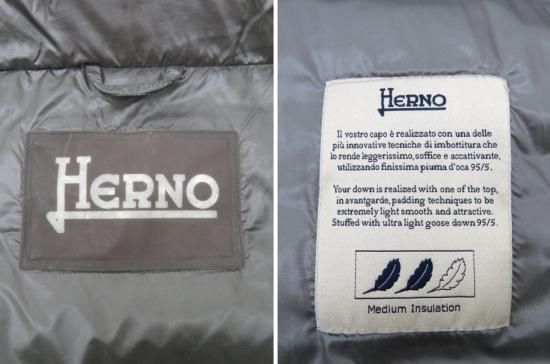 HERNO
HERNO
Il vostro capo è realizzato con una delle
più innovative tecniche di imbottitura che
lo rende leggerissimo, soffice e accattivante,
utilizzando finissima piuma d'oca 95/5.
Your down is realized with one of the top,
in avantgarde, padding techniques to be
extremely light smooth and attractive.
Stuffed with ultra light goose down 95/5.
Medium Insulation